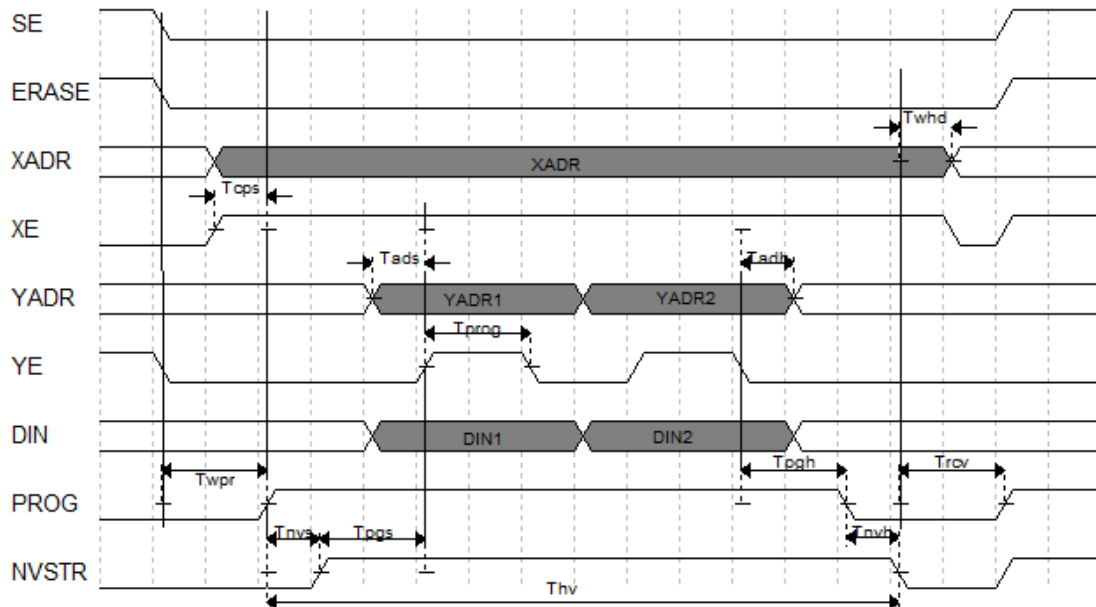 SE
ERASE
Twhd
XADR XADR
Tcps
XE
Tads Tadh
YADR YADR1 YADR2
Tprog
YE
DIN DIN1 DIN2
Twpr Tpgh Trcv
PROG
Tnvs Tpgs Tnvh
NVSTR
Thv